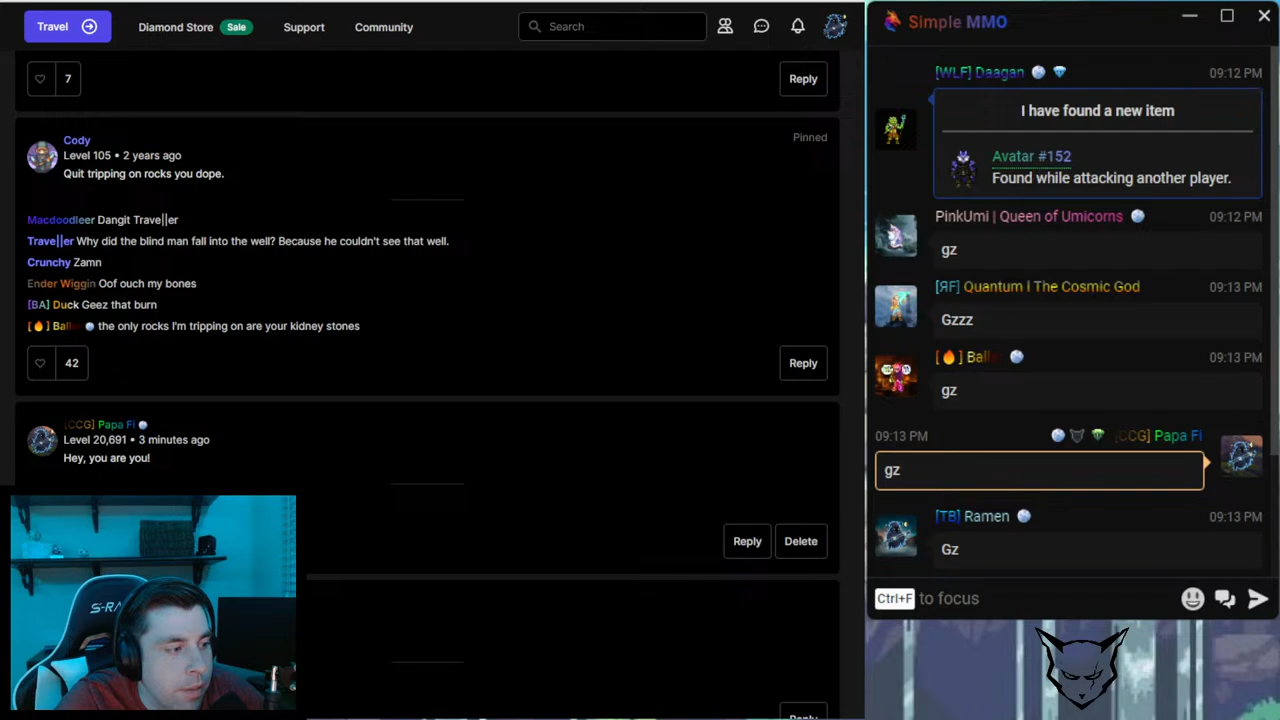 Travel
Diamond Store Sale
Support
Community
Search
7
Reply
Cody
Pinned
Level 105 • 2 years ago
Quit tripping on rocks you dope.
Macdoodleer Dangit Trave||er
Trave||er Why did the blind man fall into the well? Because he couldn't see that well.
Crunchy Zamn
Ender Wiggin Oof ouch my bones
[BA] Duck Geez that burn
[🔥] Ball the only rocks I'm tripping on are your kidney stones
42
Reply
[CCG] Papa Fi
Level 20,691 • 3 minutes ago
Hey, you are you!
Reply
Delete
S-RA
Simple MMO
[WLF] Daagan
09:12 PM
I have found a new item
Avatar #152
Found while attacking another player.
PinkUmi | Queen of Umicorns
09:12 PM
gz
[ЯF] Quantum | The Cosmic God
09:13 PM
Gzzz
[🔥] Ball
09:13 PM
gz
09:13 PM
[CCG] Papa Fi
gz
[TB] Ramen
09:13 PM
Gz
Ctrl+F to focus